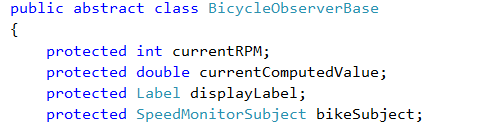 public abstract class BicycleObserverBase
{
    protected int currentRPM;
    protected double currentComputedValue;
    protected Label displayLabel;
    protected SpeedMonitorSubject bikeSubject;